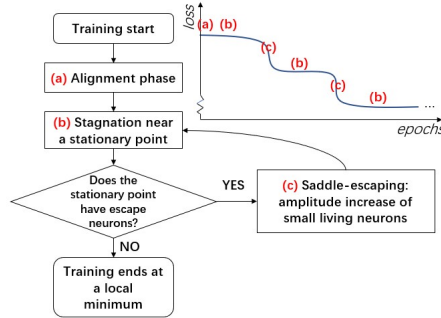 Training start
(a) Alignment phase
(b) Stagnation near
a stationary point
Does the
stationary point
have escape
neurons?
YES
NO
Training ends at
a local
minimum
(c) Saddle-escaping:
amplitude increase of
small living neurons
loss
(a) (b)
(c)
(b)
(c)
(b)
...
epochs